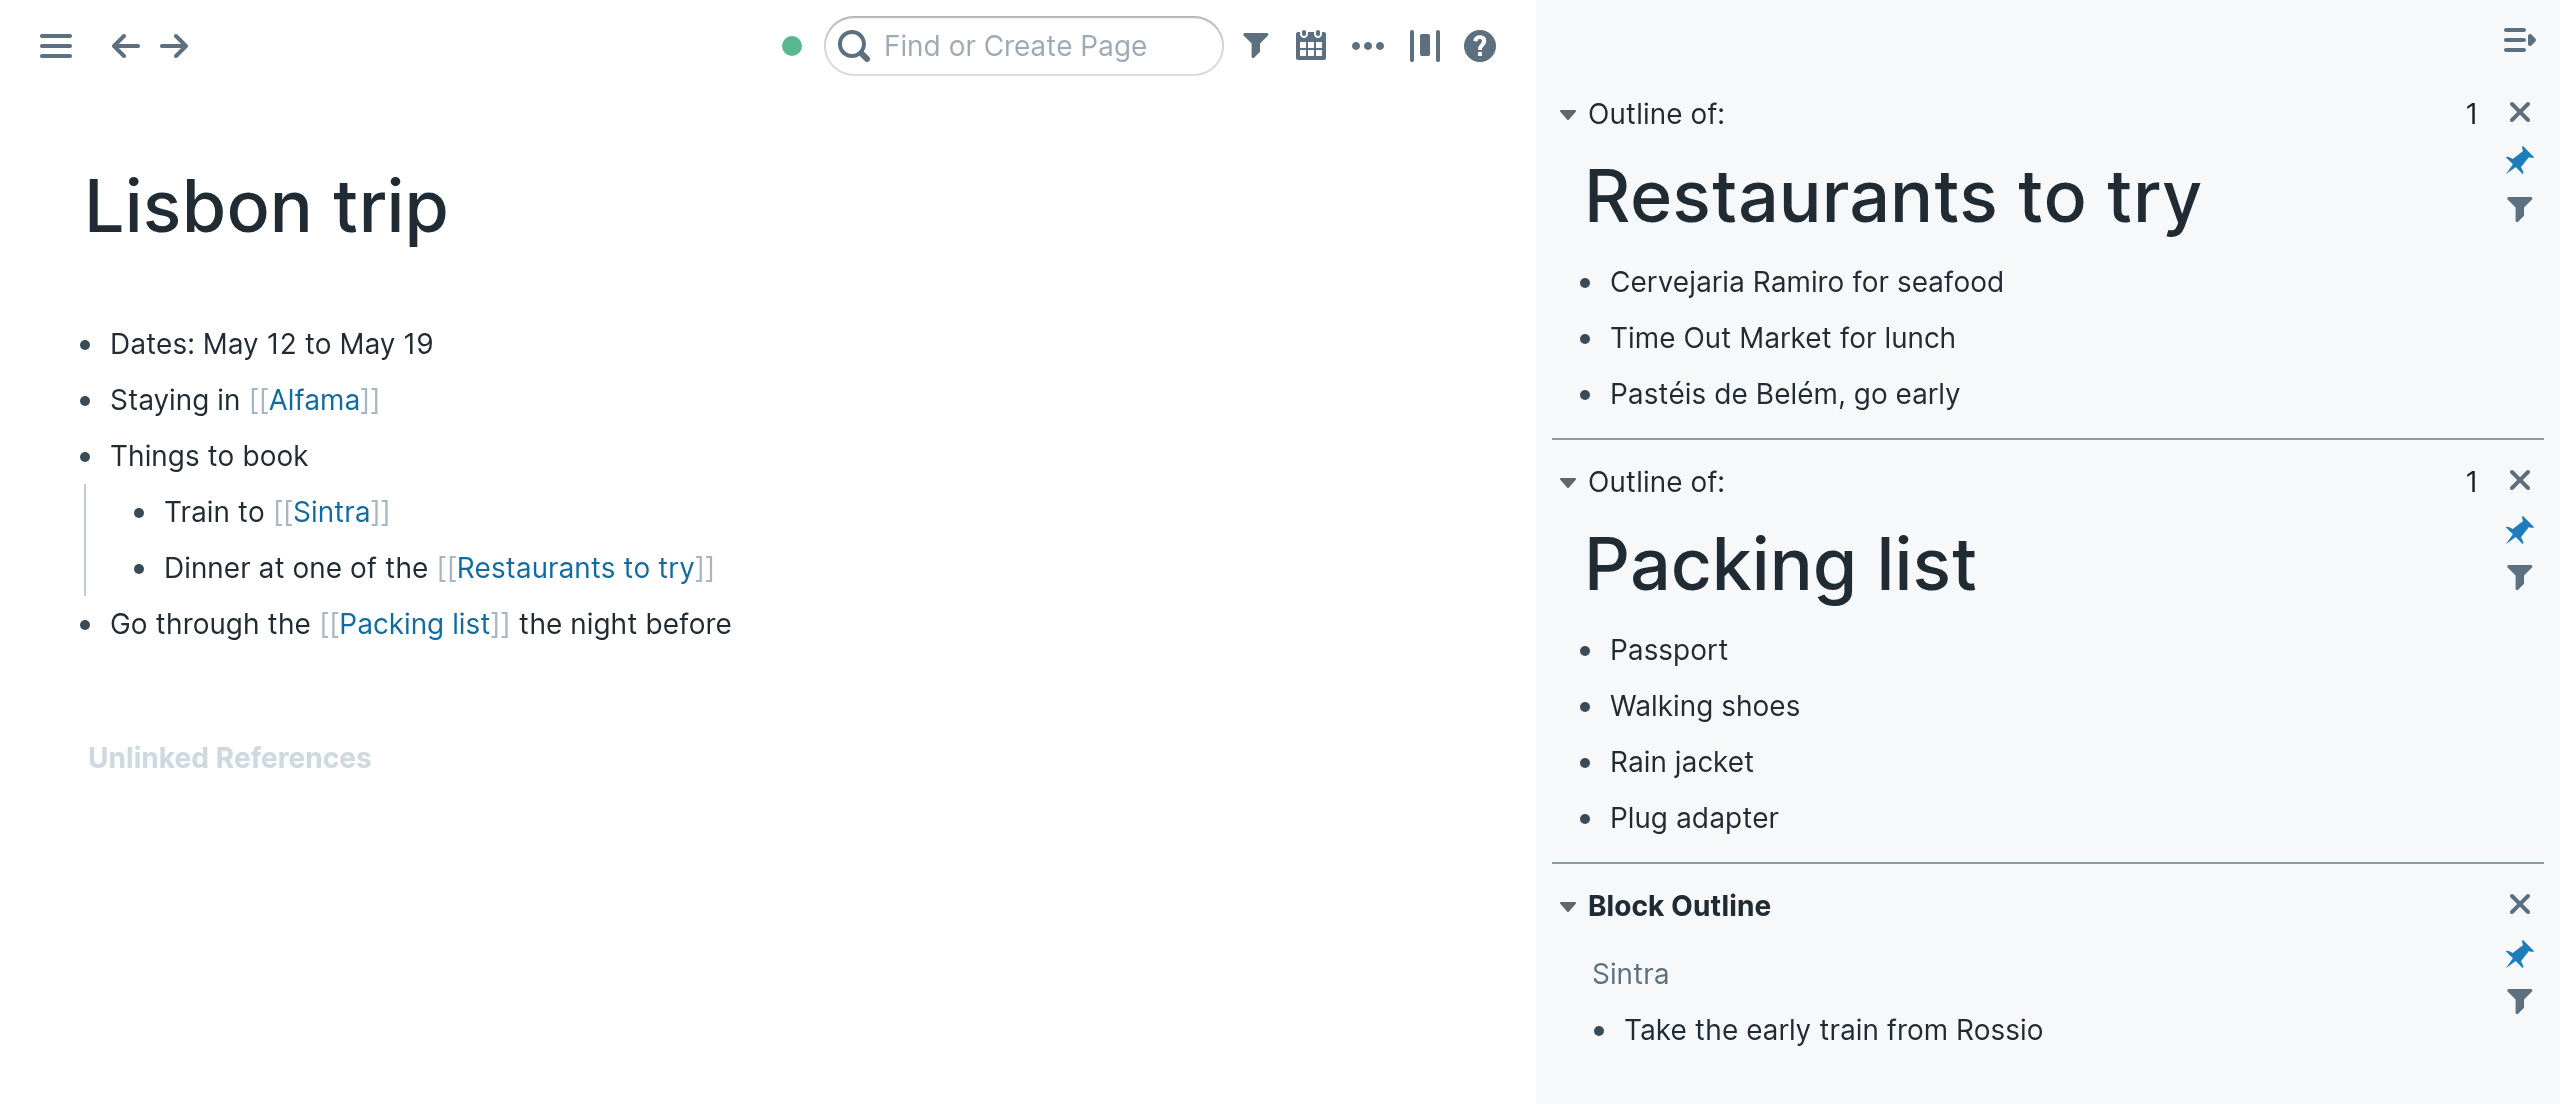 Find or Create Page
Lisbon trip
Dates: May 12 to May 19
Staying in [[Alfama]]
Things to book
Train to [[Sintra]]
Dinner at one of the [[Restaurants to try]]
Go through the [[Packing list]] the night before
Unlinked References
Outline of: 1
Restaurants to try
Cervejaria Ramiro for seafood
Time Out Market for lunch
Pastéis de Belém, go early
Outline of: 1
Packing list
Passport
Walking shoes
Rain jacket
Plug adapter
Block Outline
Sintra
Take the early train from Rossio